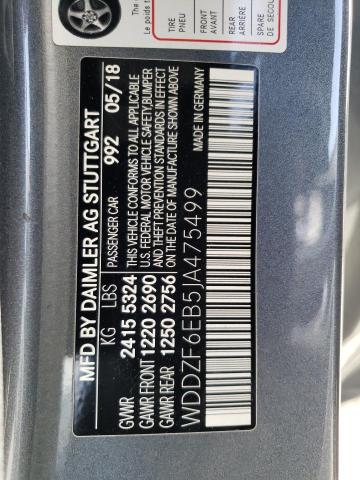 MFD BY DAIMLER AG STUTTGART
KG LBS PASSENGER CAR 992 05/18
GVWR 2415 5324 THIS VEHICLE CONFORMS TO ALL APPLICABLE
GAWR FRONT 1220 2690 U.S. FEDERAL MOTOR VEHICLE SAFETY,BUMPER
AND THEFT PREVENTION STANDARDS IN EFFECT
GAWR REAR 1250 2756 ON THE DATE OF MANUFACTURE SHOWN ABOVE
WDDZF6EB5JA475499 MADE IN GERMANY
The
Le poids t
TIRE
PNEU
FRONT
AVANT
REAR
ARRIÈRE
SPARE
DE SECOU